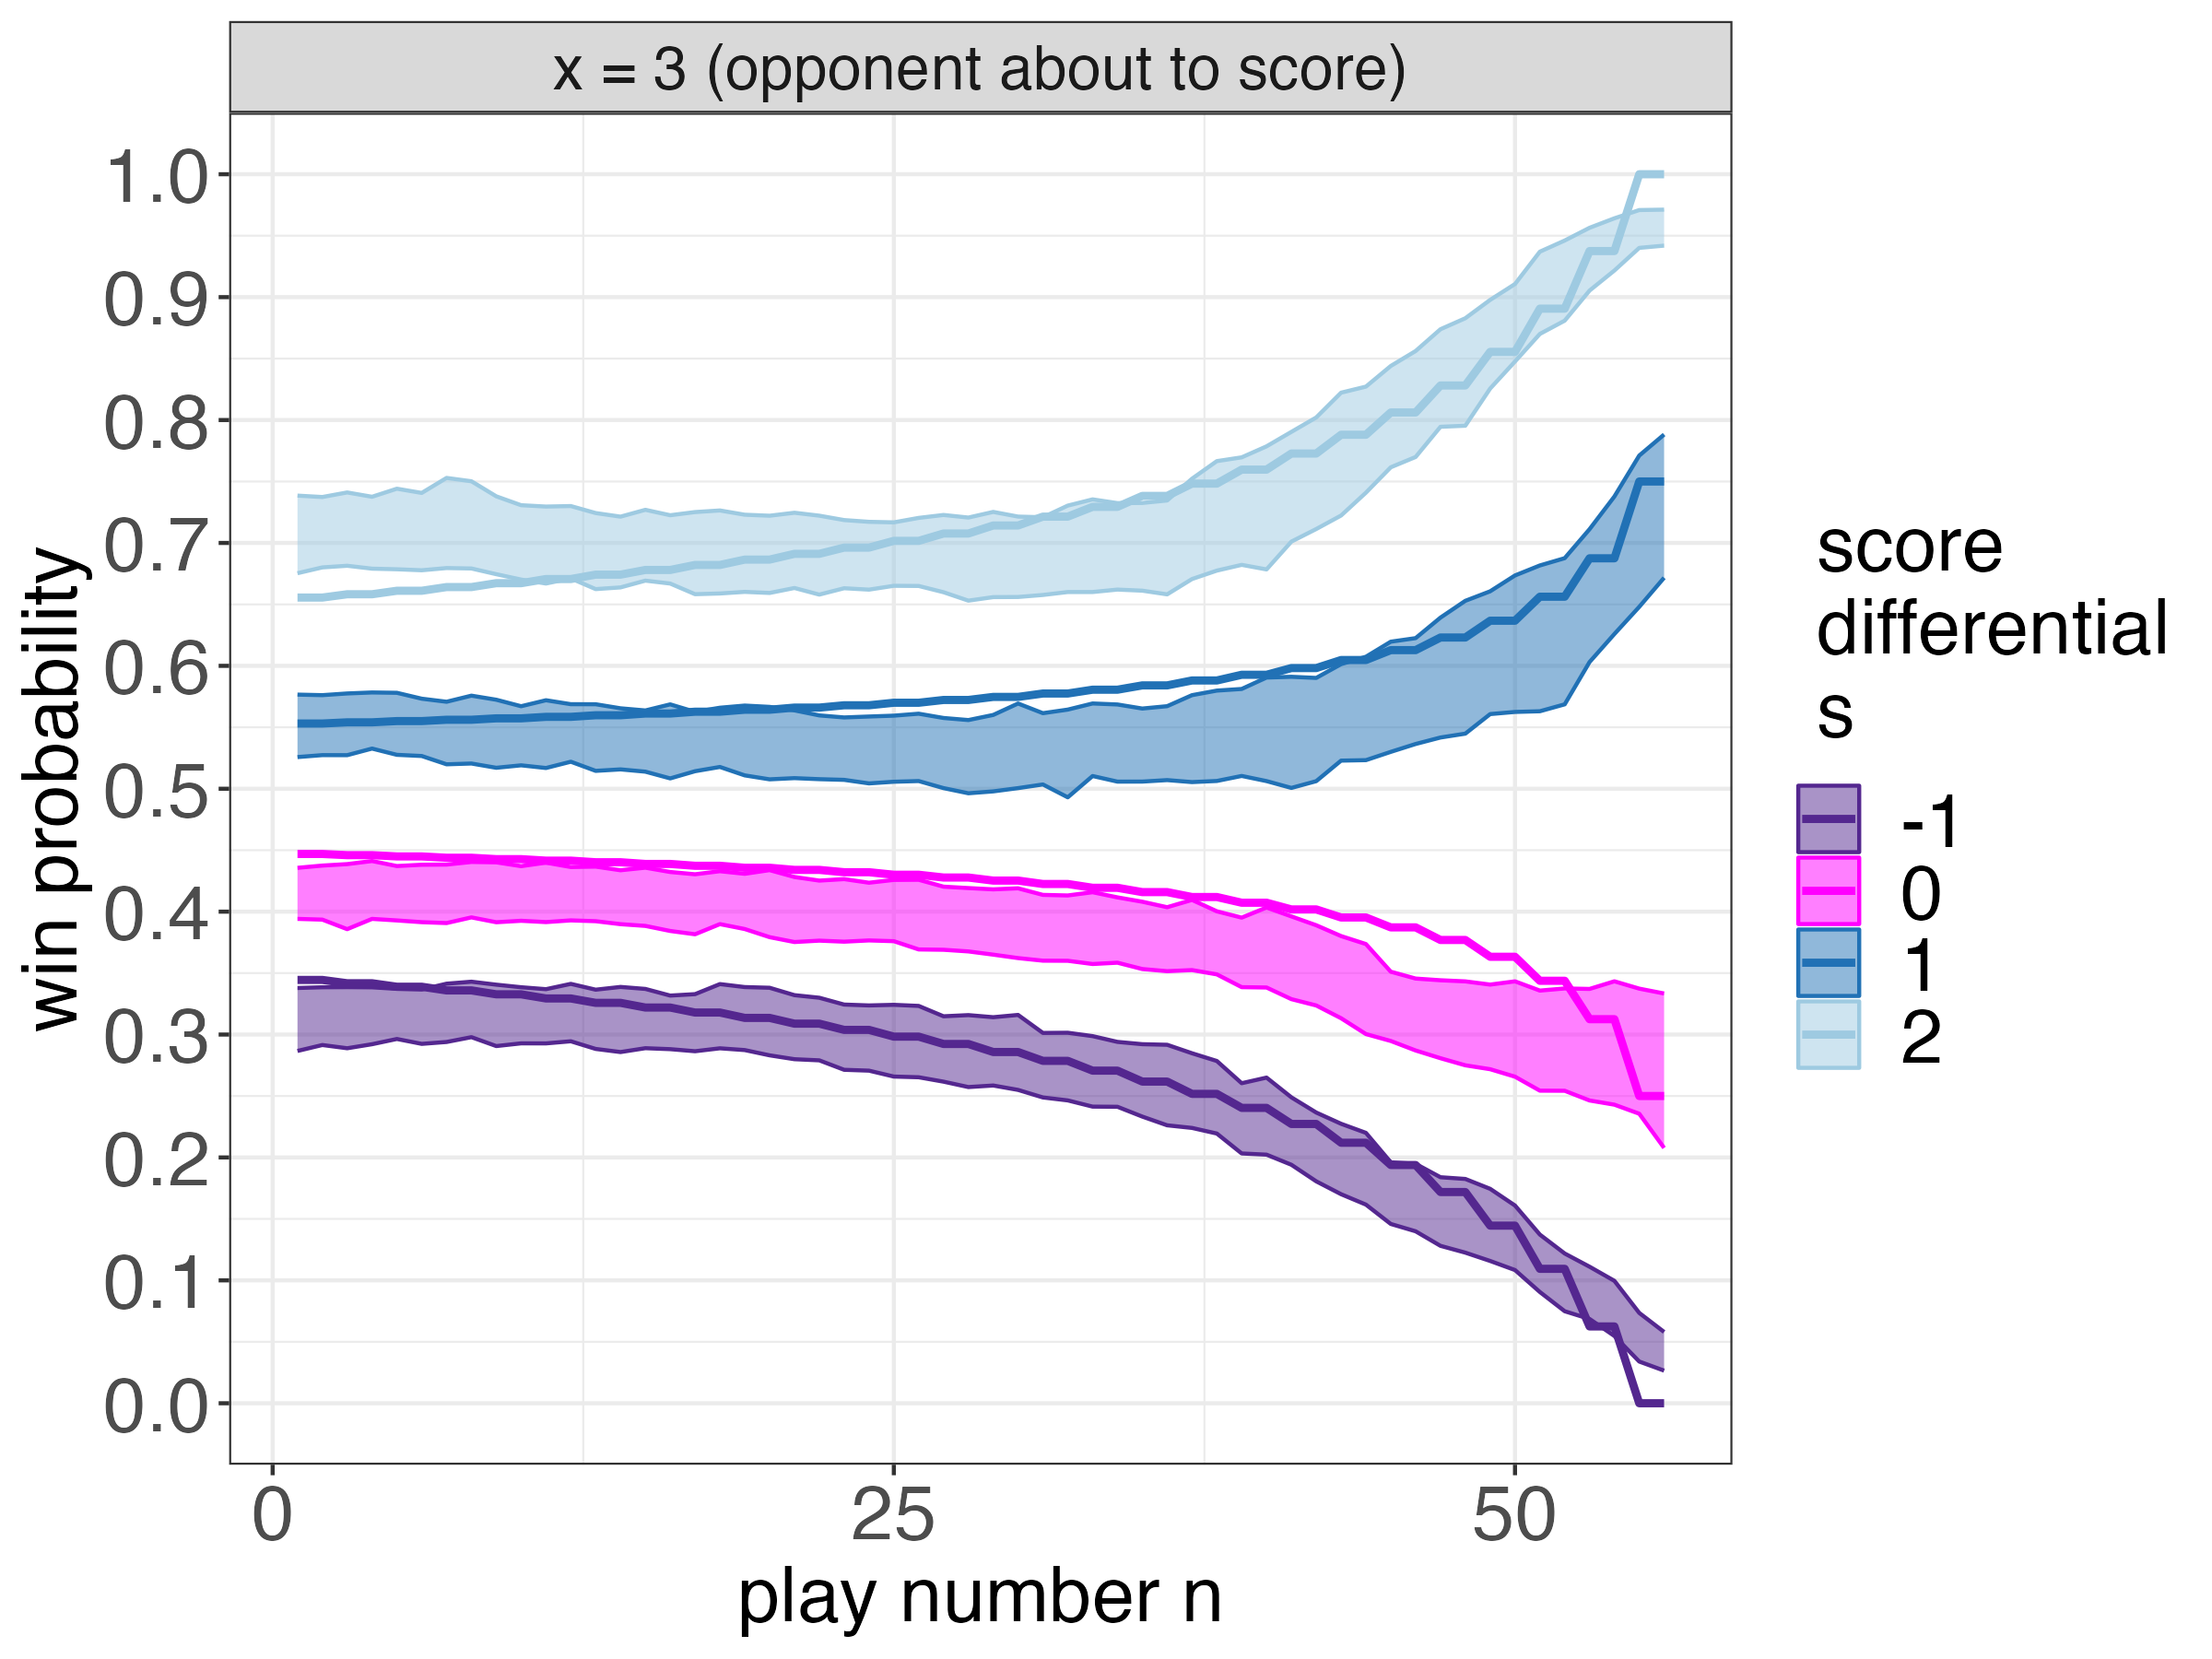 x = 3 (opponent about to score)
1.0
0.9
0.8
0.7
0.6
0.5
0.4
0.3
0.2
0.1
0.0
win probability
0 25 50
play number n
score
differential
s
-1
0
1
2